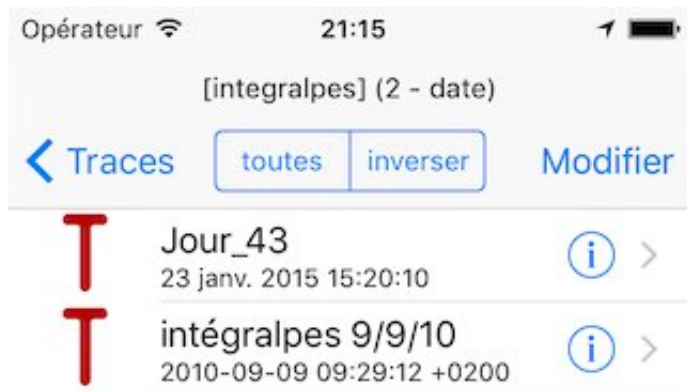 Opérateur 21:15
[integralpes] (2 - date)
Traces toutes inverser Modifier
T Jour_43 i
23 janv. 2015 15:20:10
T intégralpes 9/9/10 i
2010-09-09 09:29:12 +0200